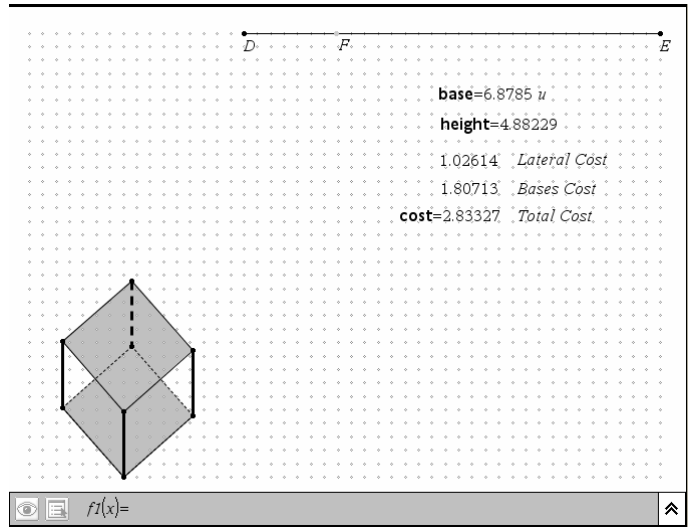 D F E
base=6.8785 u
height=4.88229
1.02614 Lateral Cost
1.80713 Bases Cost
cost=2.83327 Total Cost
f1(x)=